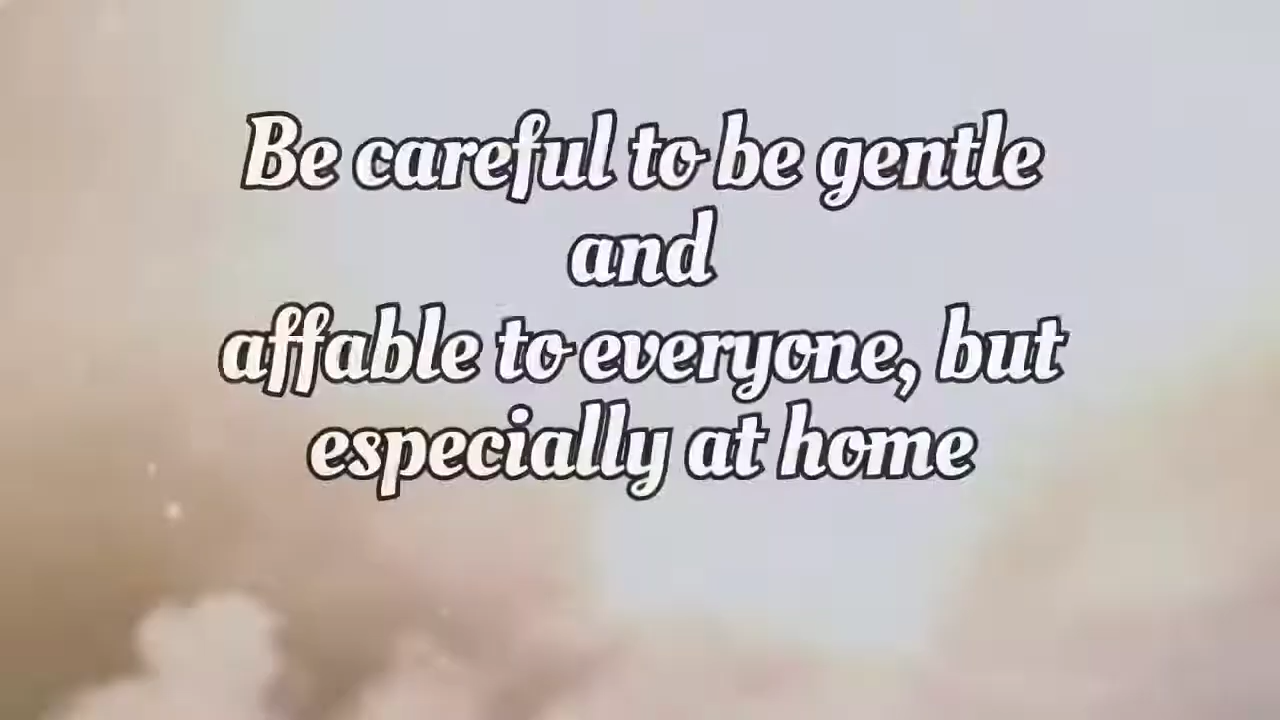 Be careful to be gentle
and
affable to everyone, but
especially at home